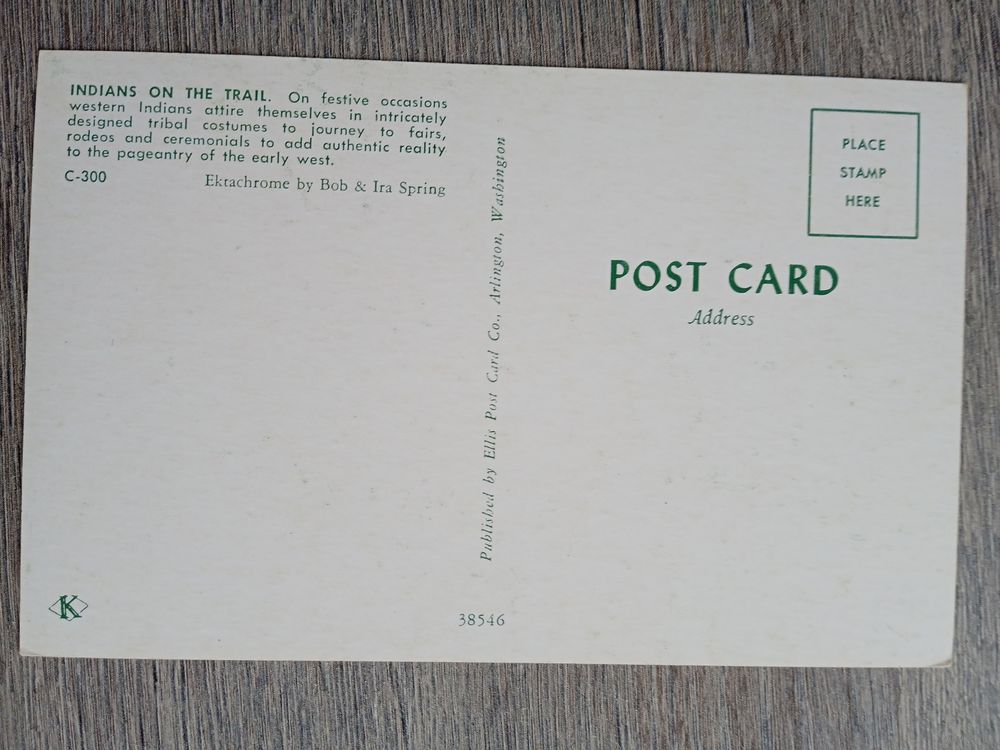 INDIANS ON THE TRAIL. On festive occasions
western Indians attire themselves in intricately
designed tribal costumes to journey to fairs,
rodeos and ceremonials to add authentic reality
to the pageantry of the early west.
C-300 Ektachrome by Bob & Ira Spring
K
Published by Ellis Post Card Co., Arlington, Washington
38546
PLACE
STAMP
HERE
POST CARD
Address